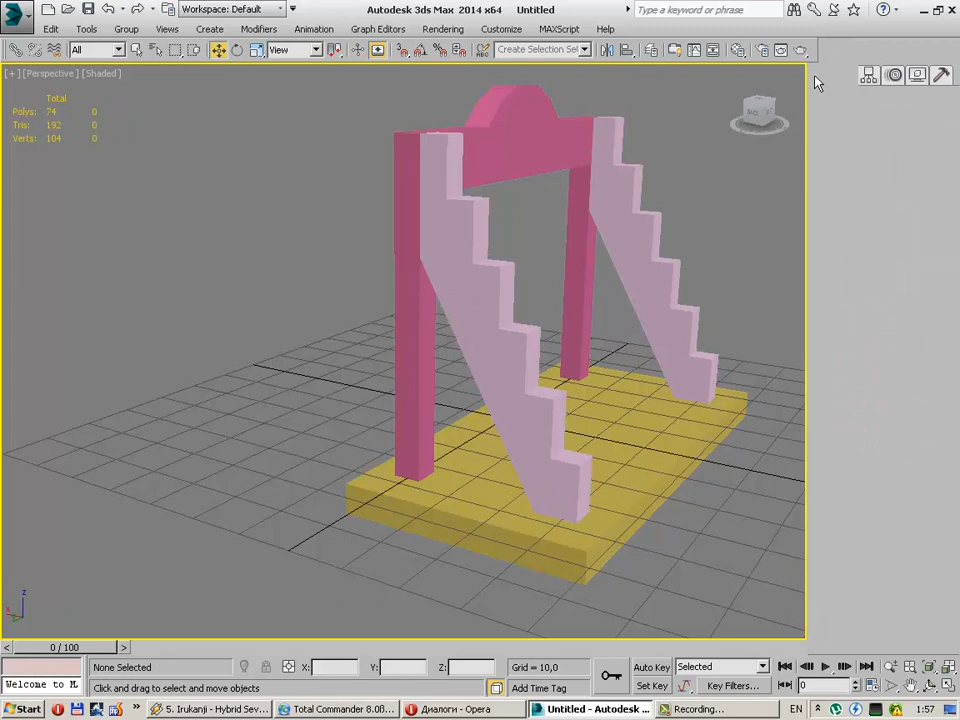 Workspace: Default
Autodesk 3ds Max 2014 x64
Untitled
Type a keyword or phrase
Edit Tools Group Views Create Modifiers Animation Graph Editors Rendering Customize MAXScript Help
All
View
Create Selection Se
[+] [Perspective] [Shaded]
Total
Polys: 74 0
Tris: 192 0
Verts: 104 0
z
x
< 0 / 100 >
None Selected
X:
Y:
Z:
Grid = 10,0
Auto Key
Selected
Welcome to M
Click and drag to select and move objects
Add Time Tag
Set Key
Key Filters...
0
Start
5. Irukanji - Hybrid Sev...
Total Commander 8.0...
Диалоги - Opera
Untitled - Autodesk ...
Recording...
EN
1:57